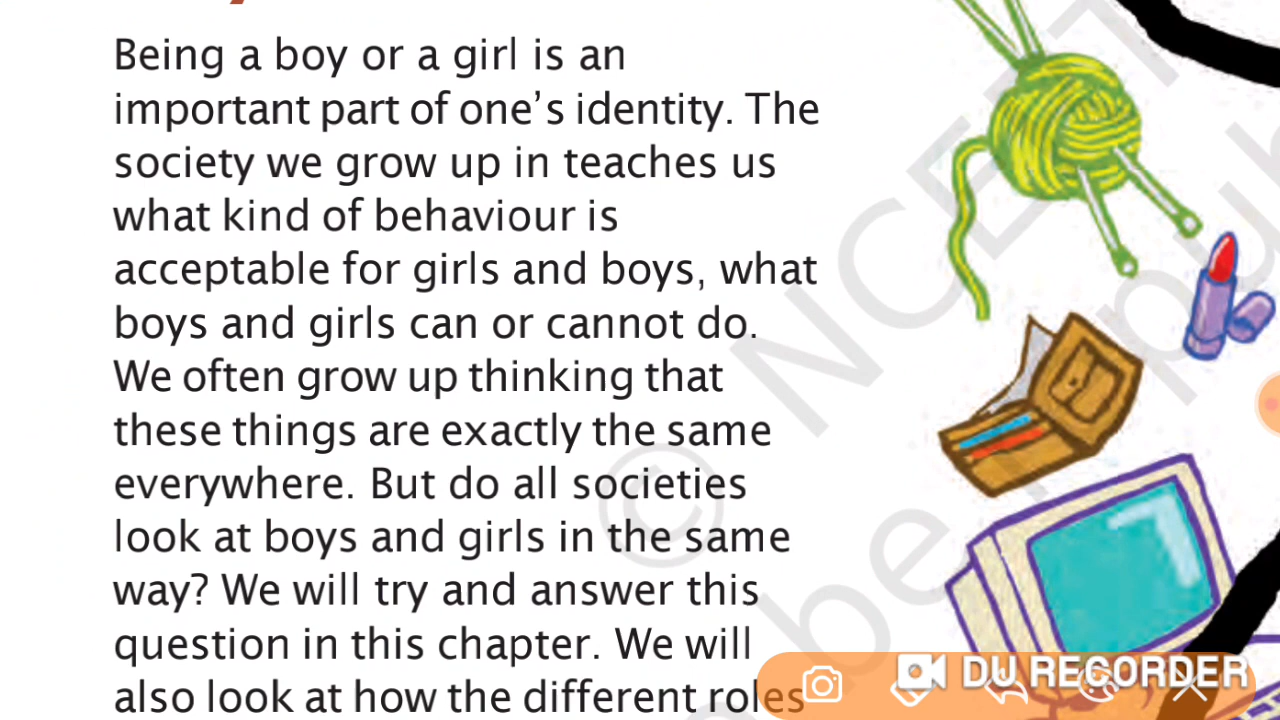 Being a boy or a girl is an
important part of one's identity. The
society we grow up in teaches us
what kind of behaviour is
acceptable for girls and boys, what
boys and girls can or cannot do.
We often grow up thinking that
these things are exactly the same
everywhere. But do all societies
look at boys and girls in the same
way? We will try and answer this
question in this chapter. We will
also look at how the different roles
© NCERT
be
DU RECORDER